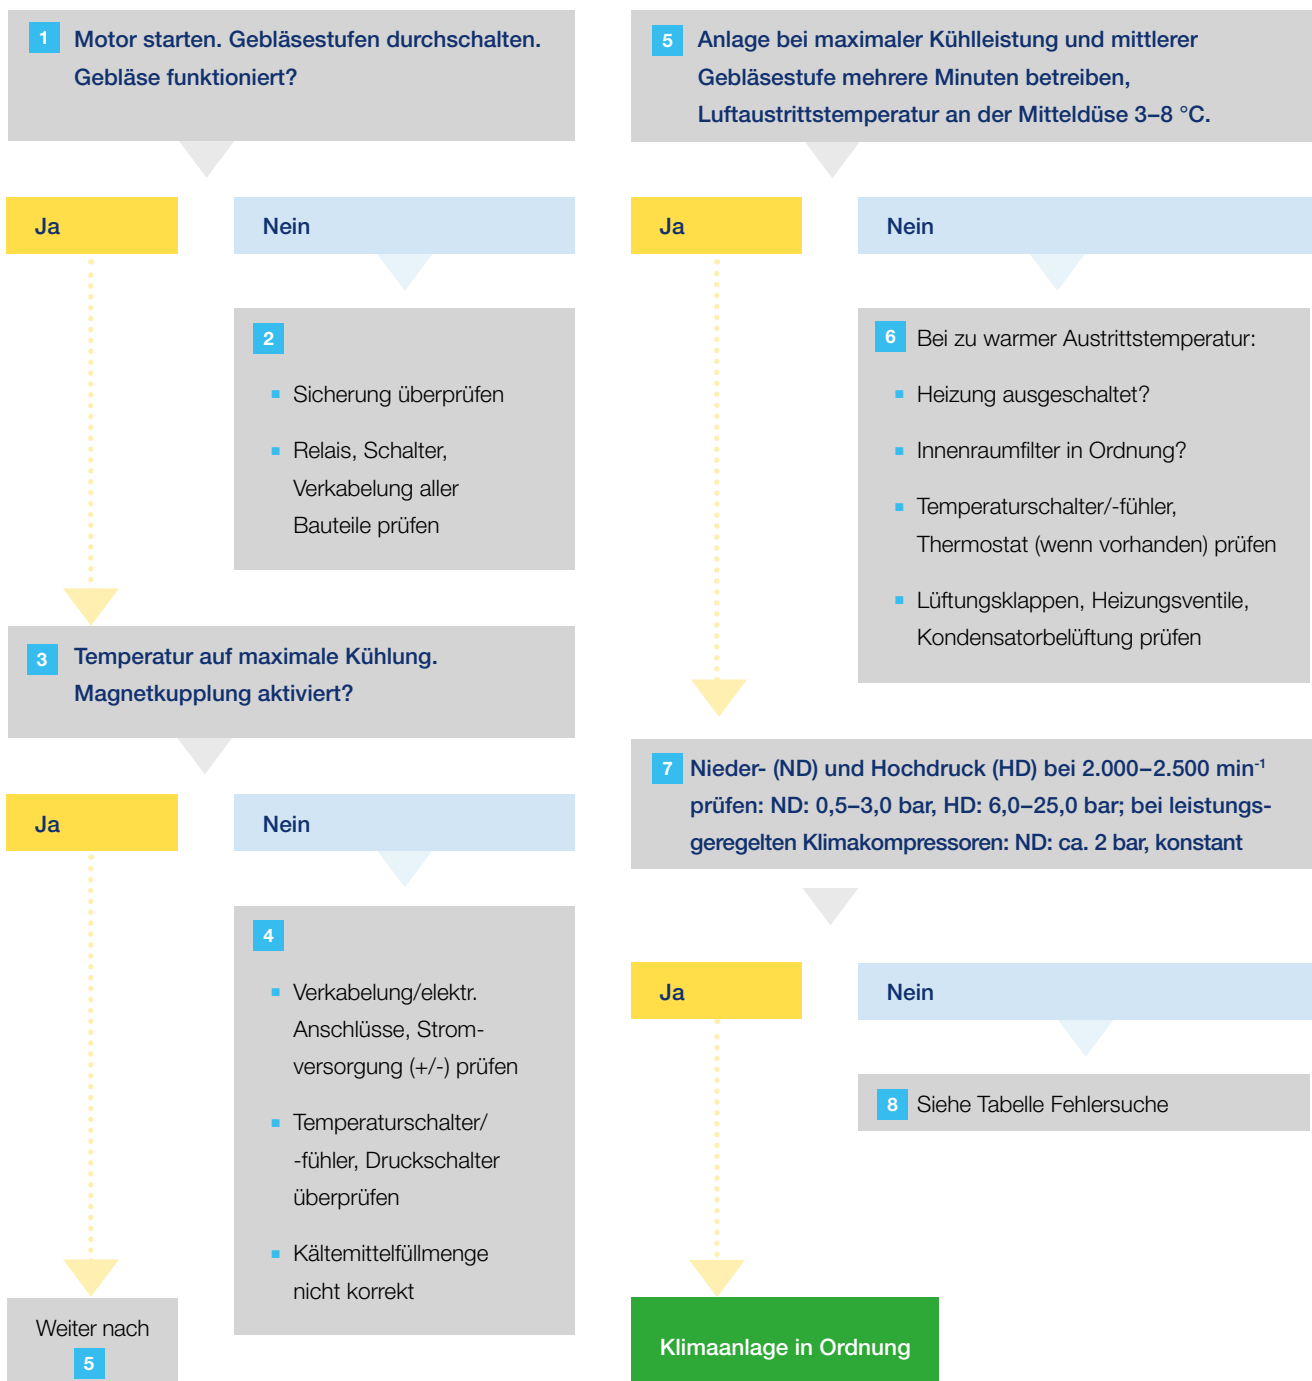 1 Motor starten. Gebläsestufen durchschalten.
Gebläse funktioniert?
Ja
Nein
2
Sicherung überprüfen
Relais, Schalter,
Verkabelung aller
Bauteile prüfen
3 Temperatur auf maximale Kühlung.
Magnetkupplung aktiviert?
Ja
Nein
4
Verkabelung/elektr.
Anschlüsse, Strom-
versorgung (+/-) prüfen
Temperaturschalter/
-fühler, Druckschalter
überprüfen
Kältemittelfüllmenge
nicht korrekt
Weiter nach
5
5 Anlage bei maximaler Kühlleistung und mittlerer
Gebläsestufe mehrere Minuten betreiben,
Luftaustrittstemperatur an der Mitteldüse 3–8 °C.
Ja
Nein
6 Bei zu warmer Austrittstemperatur:
Heizung ausgeschaltet?
Innenraumfilter in Ordnung?
Temperaturschalter/-fühler,
Thermostat (wenn vorhanden) prüfen
Lüftungsklappen, Heizungsventile,
Kondensatorbelüftung prüfen
7 Nieder- (ND) und Hochdruck (HD) bei 2.000–2.500 min⁻¹
prüfen: ND: 0,5–3,0 bar, HD: 6,0–25,0 bar; bei leistungs-
geregelten Klimakompressoren: ND: ca. 2 bar, konstant
Ja
Nein
8 Siehe Tabelle Fehlersuche
Klimaanlage in Ordnung